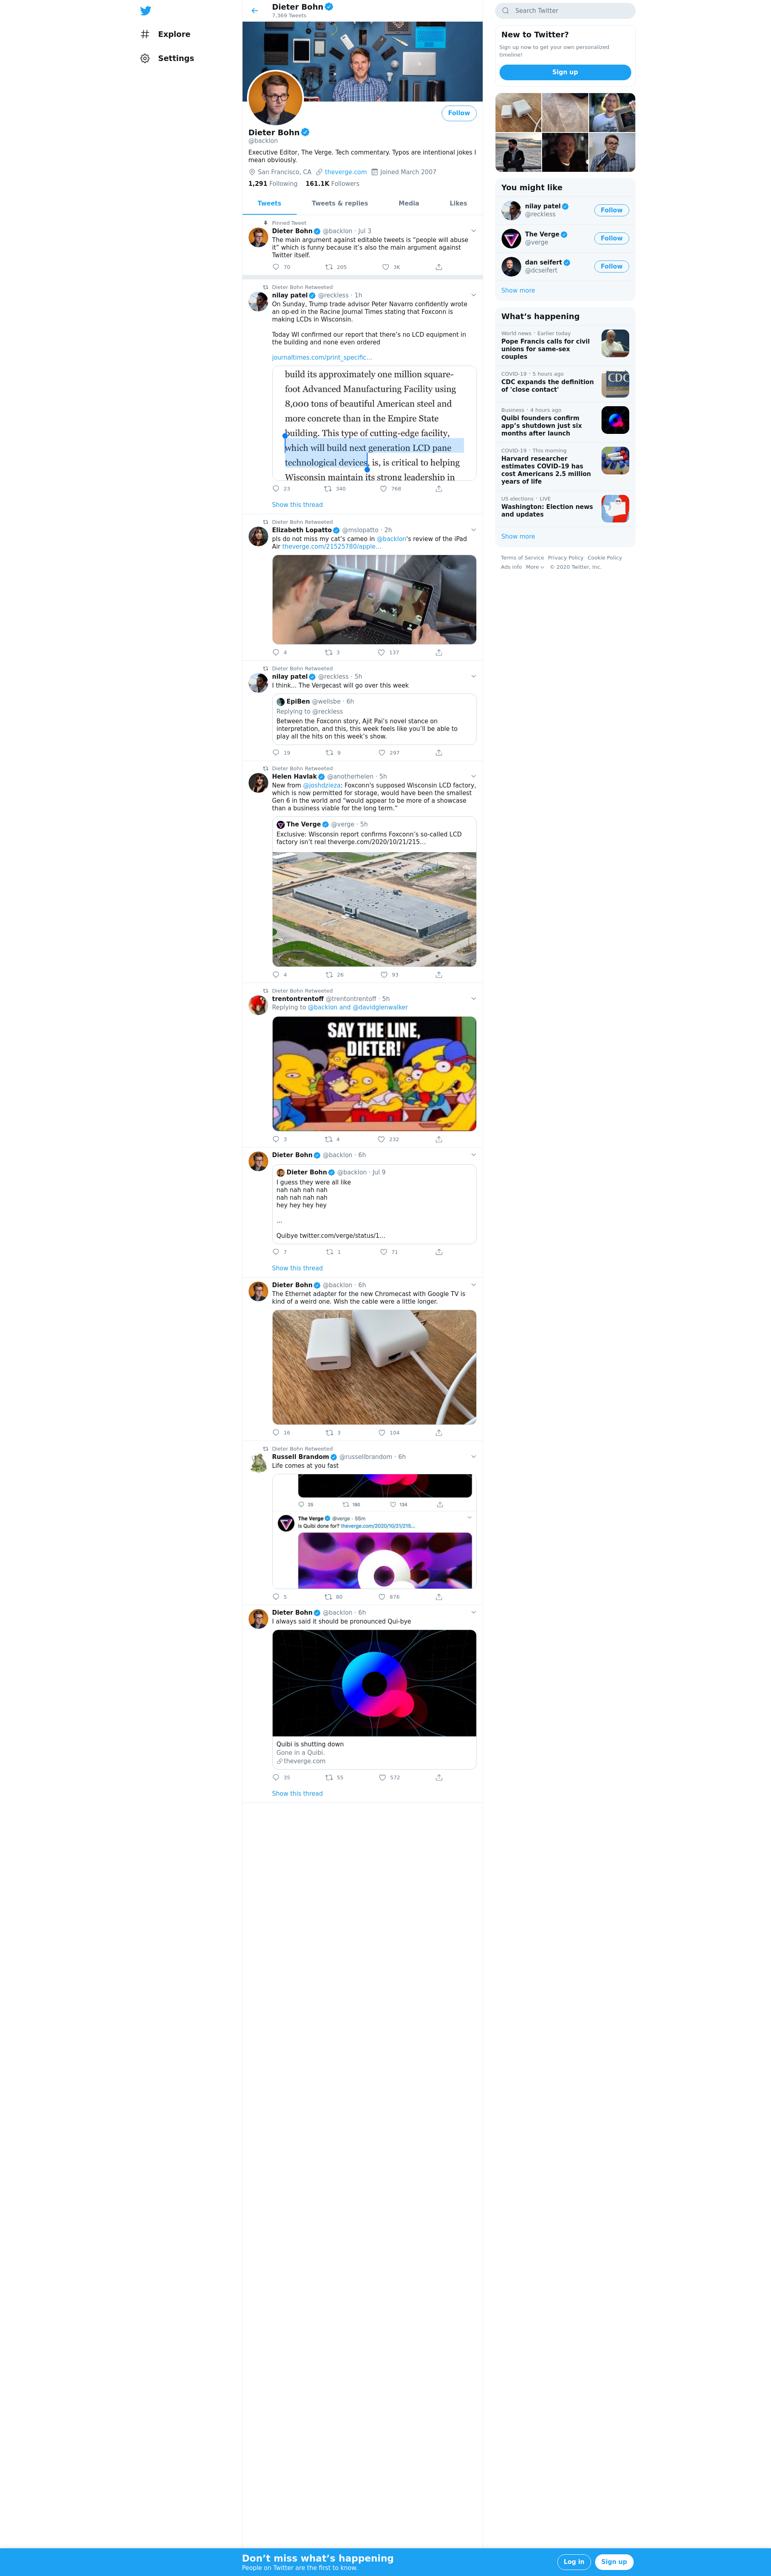 Dieter Bohn
7,369 Tweets
Explore
Settings
Follow
Dieter Bohn
@backlon
Executive Editor, The Verge. Tech commentary. Typos are intentional jokes I
mean obviously.
San Francisco, CA theverge.com Joined March 2007
1,291 Following 161.1K Followers
Tweets Tweets & replies Media Likes
Pinned Tweet
Dieter Bohn @backlon · Jul 3
The main argument against editable tweets is “people will abuse
it” which is funny because it’s also the main argument against
Twitter itself.
70 205 3K
Dieter Bohn Retweeted
nilay patel @reckless · 1h
On Sunday, Trump trade advisor Peter Navarro confidently wrote
an op-ed in the Racine Journal Times stating that Foxconn is
making LCDs in Wisconsin.
Today WI confirmed our report that there’s no LCD equipment in
the building and none even ordered
journaltimes.com/print_specific…
build its approximately one million square-
foot Advanced Manufacturing Facility using
8,000 tons of beautiful American steel and
more concrete than in the Empire State
building. This type of cutting-edge facility,
which will build next generation LCD pane
technological devices, is, is critical to helping
Wisconsin maintain its strong leadership in
23 340 768
Show this thread
Dieter Bohn Retweeted
Elizabeth Lopatto @mslopatto · 2h
pls do not miss my cat’s cameo in @backlon's review of the iPad
Air theverge.com/21525780/apple…
4 3 137
Dieter Bohn Retweeted
nilay patel @reckless · 5h
I think… The Vergecast will go over this week
EpiBen @wellsbe · 6h
Replying to @reckless
Between the Foxconn story, Ajit Pai’s novel stance on
interpretation, and this, this week feels like you’ll be able to
play all the hits on this week’s show.
19 9 297
Dieter Bohn Retweeted
Helen Havlak @anotherhelen · 5h
New from @joshdzieza: Foxconn's supposed Wisconsin LCD factory,
which is now permitted for storage, would have been the smallest
Gen 6 in the world and “would appear to be more of a showcase
than a business viable for the long term.”
The Verge @verge · 5h
Exclusive: Wisconsin report confirms Foxconn’s so-called LCD
factory isn’t real theverge.com/2020/10/21/215…
4 26 93
Dieter Bohn Retweeted
trentontrentoff @trentontrentoff · 5h
Replying to @backlon and @davidglenwalker
SAY THE LINE,
DIETER!
3 4 232
Dieter Bohn @backlon · 6h
Dieter Bohn @backlon · Jul 9
I guess they were all like
nah nah nah nah
nah nah nah nah
hey hey hey hey
...
Quibye twitter.com/verge/status/1…
7 1 71
Show this thread
Dieter Bohn @backlon · 6h
The Ethernet adapter for the new Chromecast with Google TV is
kind of a weird one. Wish the cable were a little longer.
16 3 104
Dieter Bohn Retweeted
Russell Brandom @russellbrandom · 6h
Life comes at you fast
The Verge @verge · 55m
Is Quibi done for? theverge.com/2020/10/21/215…
5 80 876
Dieter Bohn @backlon · 6h
I always said it should be pronounced Qui-bye
Quibi is shutting down
Gone in a Quibi.
theverge.com
35 55 572
Show this thread
Search Twitter
New to Twitter?
Sign up now to get your own personalized
timeline!
Sign up
You might like
nilay patel
@reckless
Follow
The Verge
@verge
Follow
dan seifert
@dcseifert
Follow
Show more
What’s happening
World news · Earlier today
Pope Francis calls for civil
unions for same-sex
couples
COVID-19 · 5 hours ago
CDC expands the definition
of 'close contact'
CDC
Business · 4 hours ago
Quibi founders confirm
app’s shutdown just six
months after launch
COVID-19 · This morning
Harvard researcher
estimates COVID-19 has
cost Americans 2.5 million
years of life
US elections · LIVE
Washington: Election news
and updates
Show more
Terms of Service Privacy Policy Cookie Policy
Ads info More © 2020 Twitter, Inc.
Don’t miss what’s happening
People on Twitter are the first to know.
Log in
Sign up